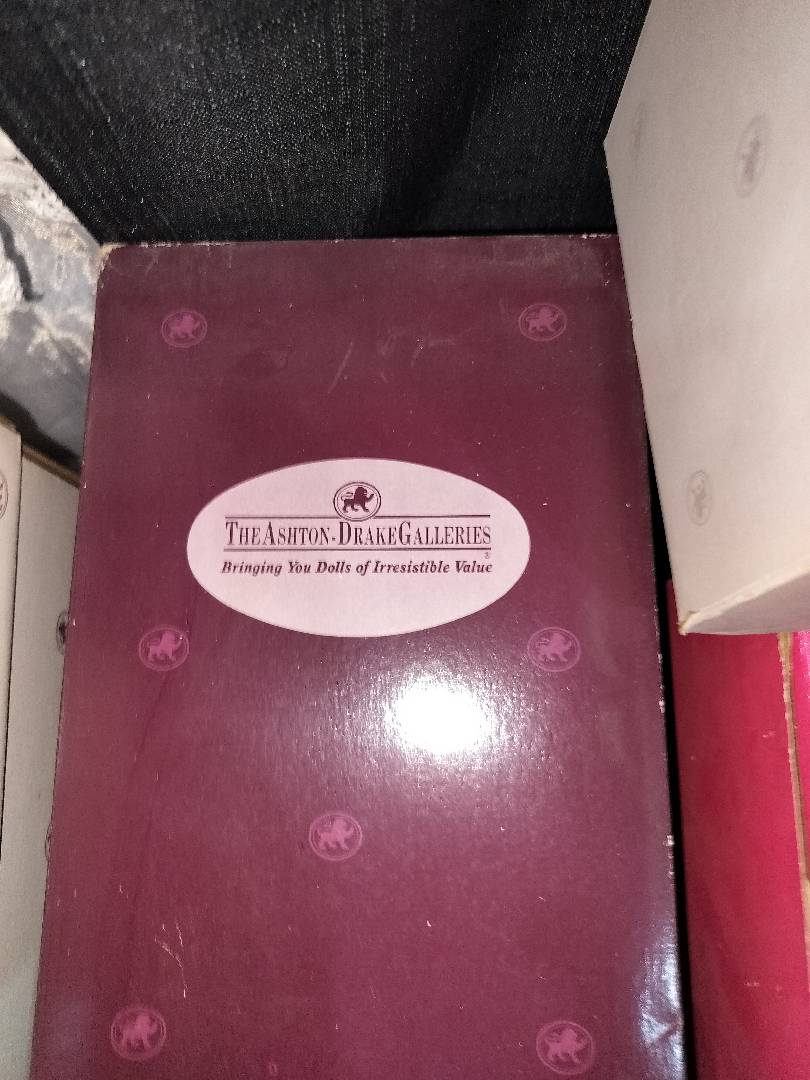 THE ASHTON-DRAKE GALLERIES
®
Bringing You Dolls of Irresistible Value